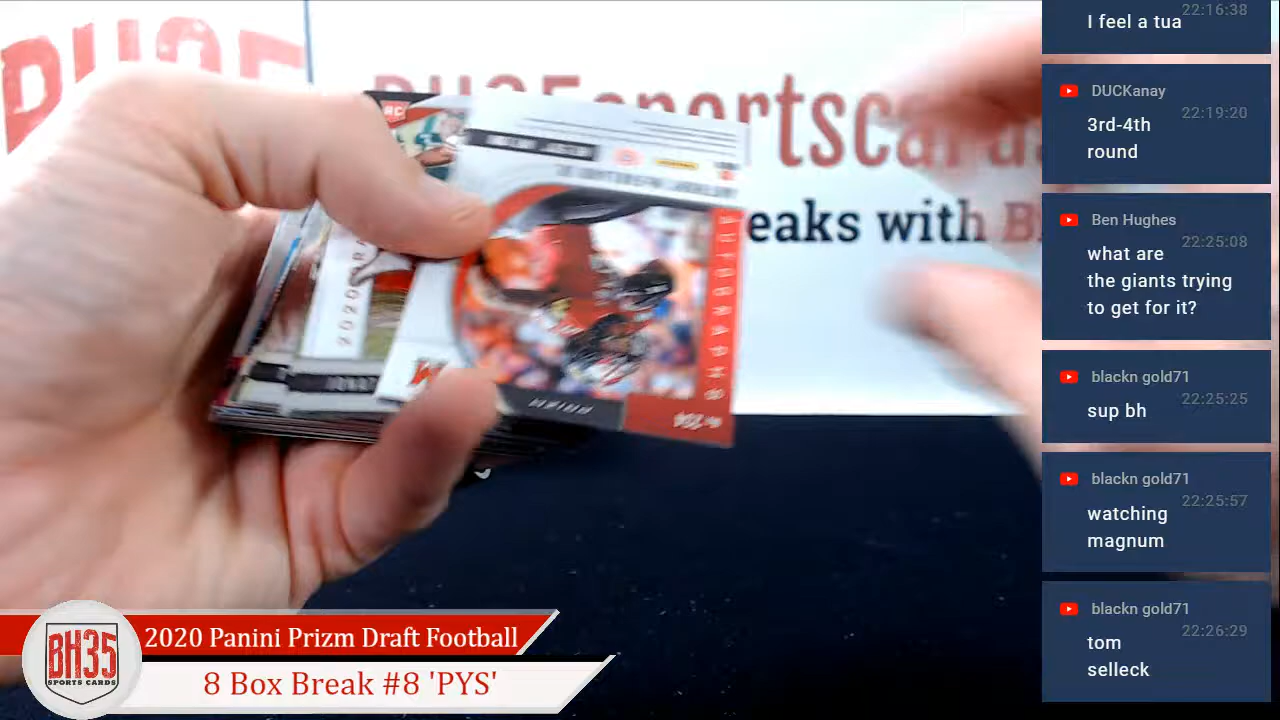 BH35sportscards
eaks with B
RC
2020
W
I feel a tua
22:16:38
DUCKanay
22:19:20
3rd-4th
round
Ben Hughes
22:25:08
what are
the giants trying
to get for it?
blackn gold71
22:25:25
sup bh
blackn gold71
22:25:57
watching
magnum
blackn gold71
22:26:29
tom
selleck
BH35
SPORTS CARDS
2020 Panini Prizm Draft Football
8 Box Break #8 'PYS'